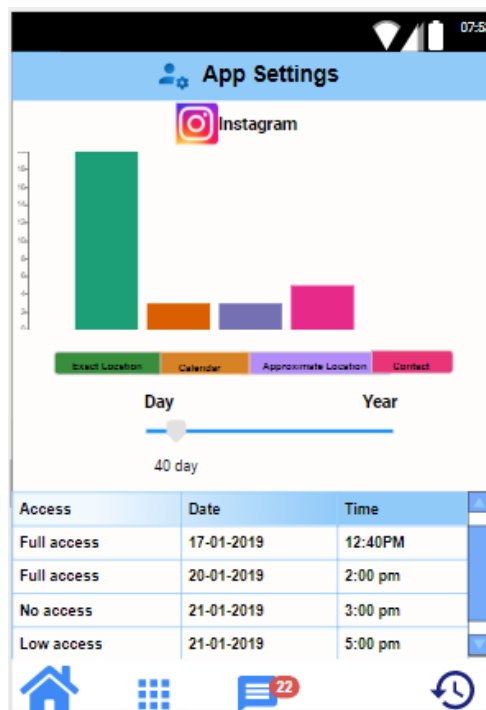 07:53
App Settings
Instagram
18
16
14
12
10
8
6
4
2
0
Exact Location Calendar Approximate Location Contact
Day Year
40 day
Access Date Time
Full access 17-01-2019 12:40PM
Full access 20-01-2019 2:00 pm
No access 21-01-2019 3:00 pm
Low access 21-01-2019 5:00 pm
22